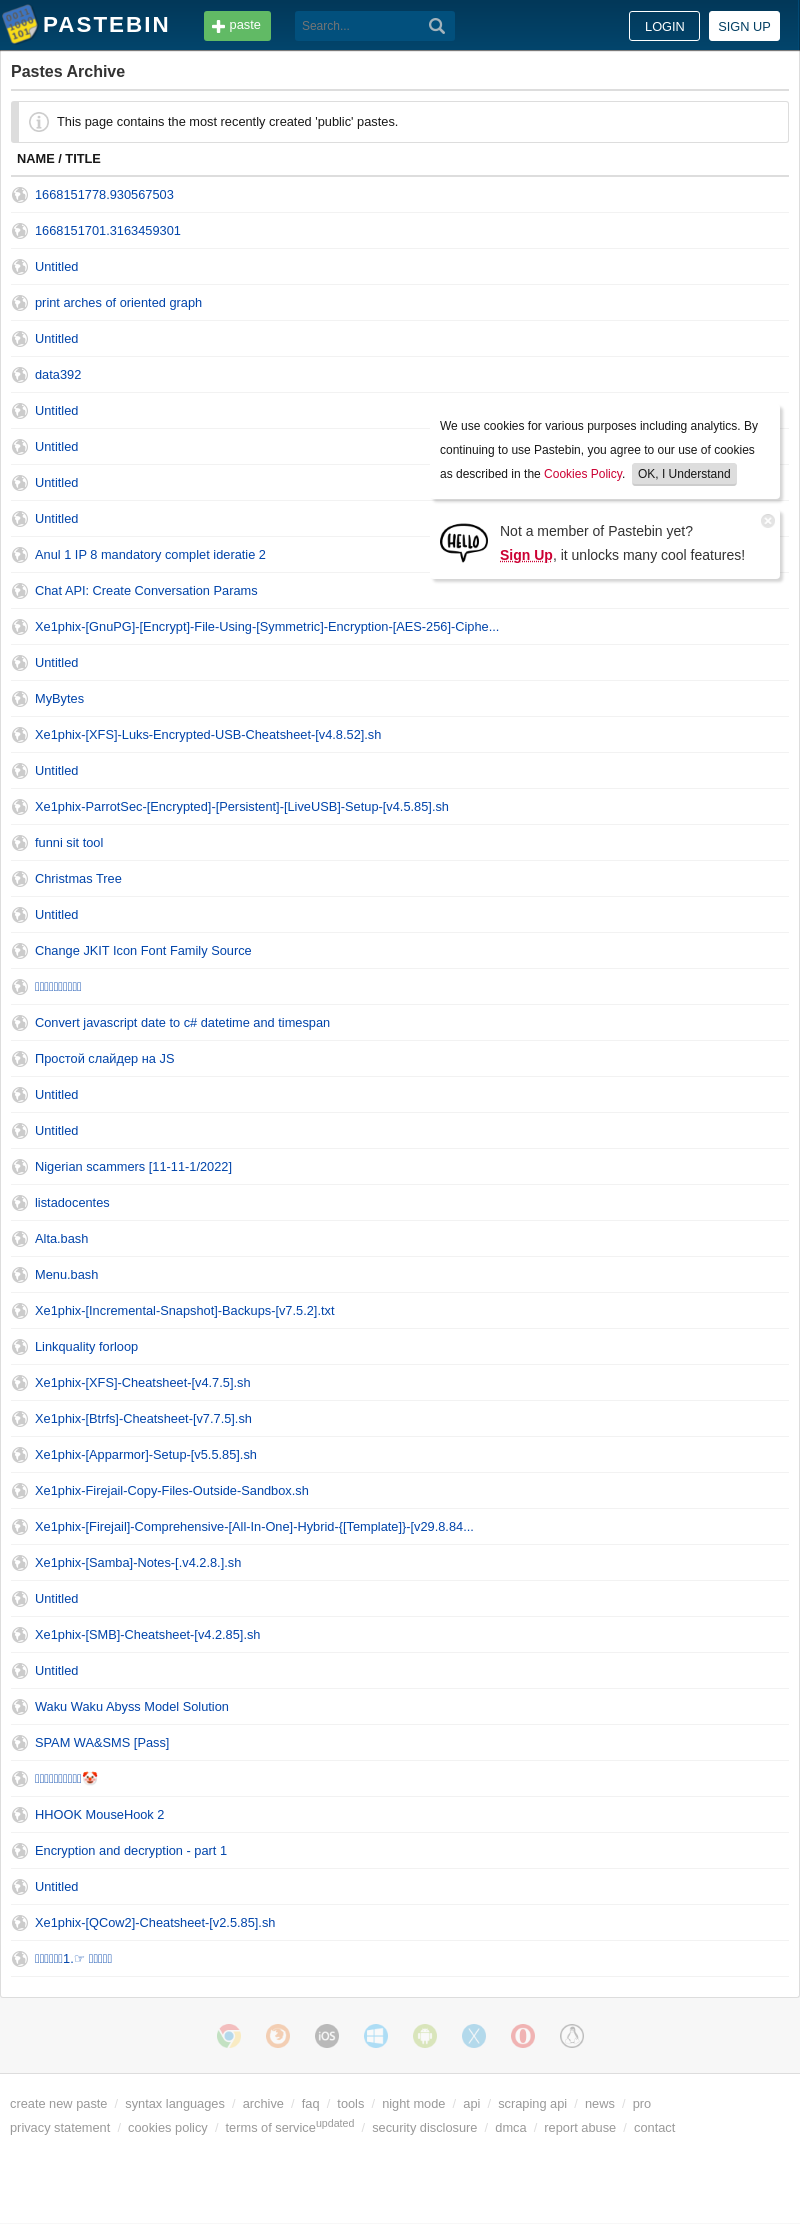 PASTEBIN
paste
Search...
LOGIN
SIGN UP
Pastes Archive
This page contains the most recently created 'public' pastes.
NAME / TITLE
1668151778.930567503
1668151701.3163459301
Untitled
print arches of oriented graph
Untitled
data392
Untitled
Untitled
Untitled
Untitled
Anul 1 IP 8 mandatory complet ideratie 2
Chat API: Create Conversation Params
We use cookies for various purposes including analytics. By
continuing to use Pastebin, you agree to our use of cookies
as described in the Cookies Policy. OK, I Understand
HELLO
Not a member of Pastebin yet?
Sign Up, it unlocks many cool features!
Xe1phix-[GnuPG]-[Encrypt]-File-Using-[Symmetric]-Encryption-[AES-256]-Ciphe...
Untitled
MyBytes
Xe1phix-[XFS]-Luks-Encrypted-USB-Cheatsheet-[v4.8.52].sh
Untitled
Xe1phix-ParrotSec-[Encrypted]-[Persistent]-[LiveUSB]-Setup-[v4.5.85].sh
funni sit tool
Christmas Tree
Untitled
Change JKIT Icon Font Family Source
Convert javascript date to c# datetime and timespan
Простой слайдер на JS
Untitled
Untitled
Nigerian scammers [11-11-1/2022]
listadocentes
Alta.bash
Menu.bash
Xe1phix-[Incremental-Snapshot]-Backups-[v7.5.2].txt
Linkquality forloop
Xe1phix-[XFS]-Cheatsheet-[v4.7.5].sh
Xe1phix-[Btrfs]-Cheatsheet-[v7.7.5].sh
Xe1phix-[Apparmor]-Setup-[v5.5.85].sh
Xe1phix-Firejail-Copy-Files-Outside-Sandbox.sh
Xe1phix-[Firejail]-Comprehensive-[All-In-One]-Hybrid-{[Template]}-[v29.8.84...
Xe1phix-[Samba]-Notes-[.v4.2.8.].sh
Untitled
Xe1phix-[SMB]-Cheatsheet-[v4.2.85].sh
Untitled
Waku Waku Abyss Model Solution
SPAM WA&SMS [Pass]
🤡
HHOOK MouseHook 2
Encryption and decryption - part 1
Untitled
Xe1phix-[QCow2]-Cheatsheet-[v2.5.85].sh
1.☞
iOS
create new paste / syntax languages / archive / faq / tools / night mode / api / scraping api / news / pro
privacy statement / cookies policy / terms of service updated / security disclosure / dmca / report abuse / contact